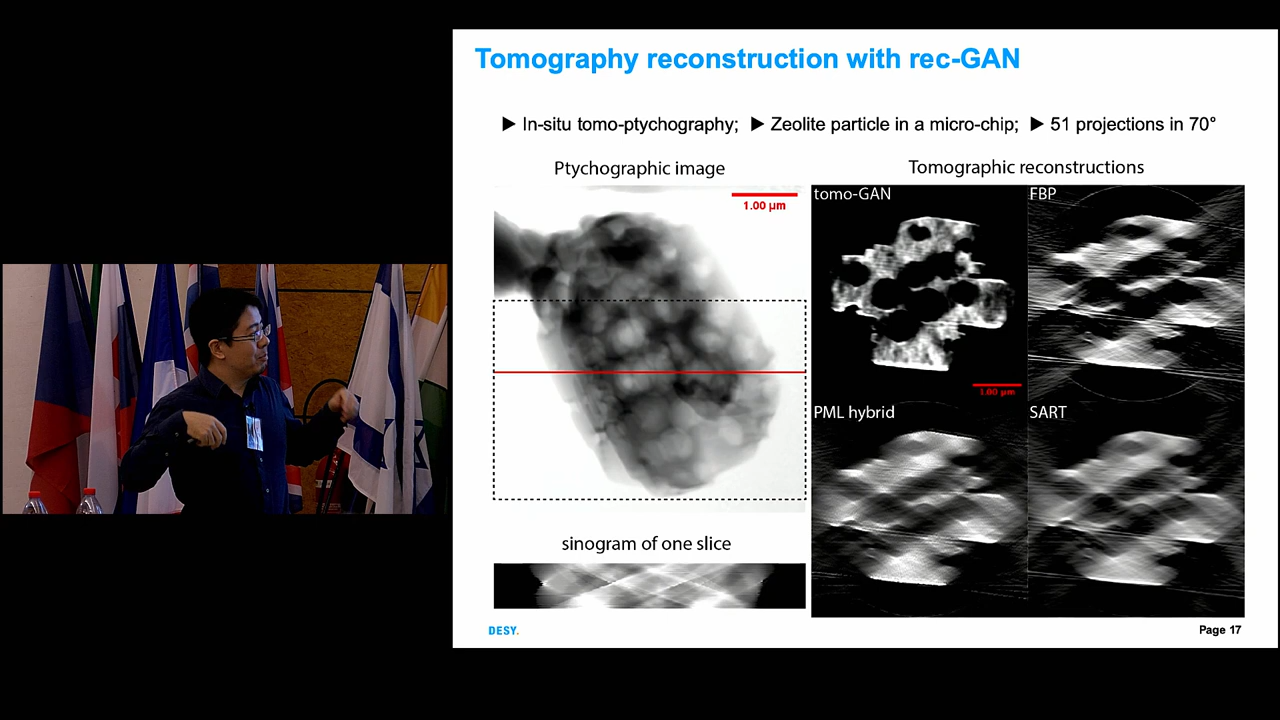 Tomography reconstruction with rec-GAN
► In-situ tomo-ptychography; ► Zeolite particle in a micro-chip; ► 51 projections in 70°
Ptychographic image
Tomographic reconstructions
1.00 µm
tomo-GAN
FBP
1.00 µm
PML hybrid
SART
sinogram of one slice
DESY.
Page 17